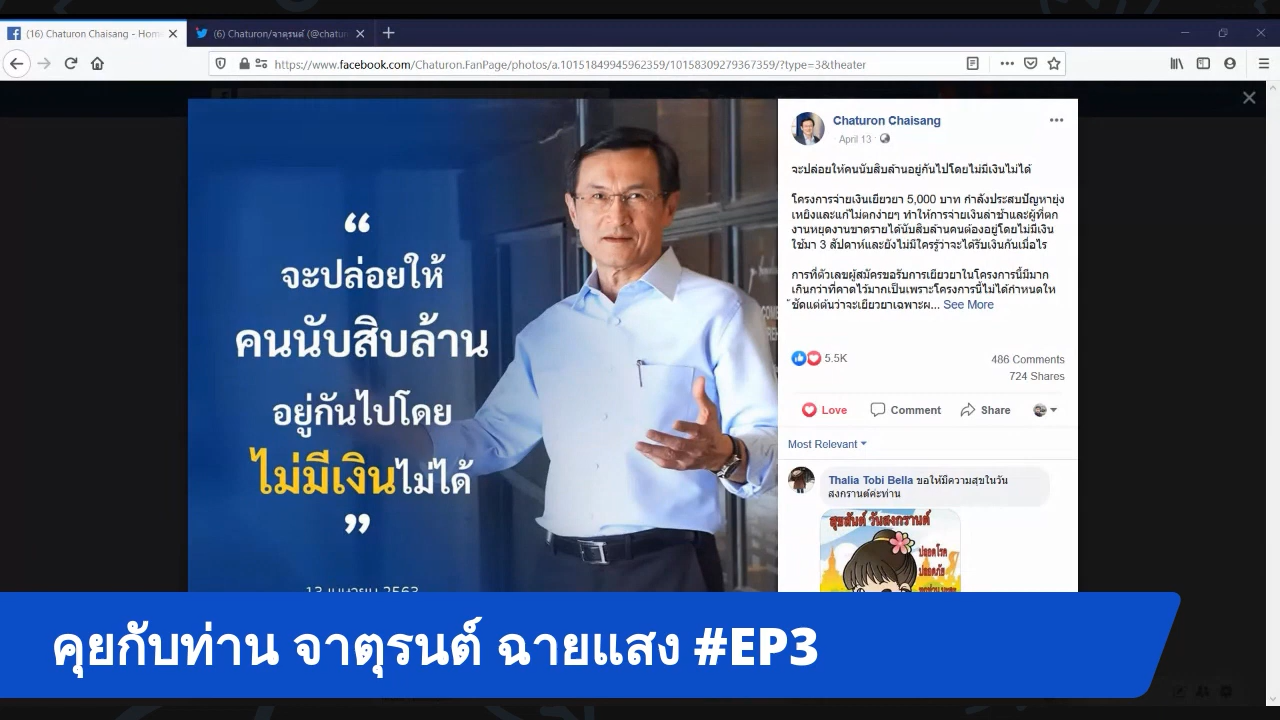 (16) Chaturon Chaisang - Hom
(6) Chaturon/จาตุรนต์ (@chatur
https://www.facebook.com/Chaturon.FanPage/photos/a.10151849945962359/10158309279367359/?type=3&theater
“
จะปล่อยให้
คนนับสิบล้าน
อยู่กันไปโดย
ไม่มีเงินไม่ได้
”
13 เมษายน 2563
Chaturon Chaisang
April 13
จะปล่อยให้คนนับสิบล้านอยู่กันไปโดยไม่มีเงินไม่ได้
โครงการจ่ายเงินเยียวยา 5,000 บาท กำลังประสบปัญหายุ่ง
เหยิงและแก้ไม่ตกง่ายๆ ทำให้การจ่ายเงินล่าช้าและผู้ที่ตก
งานหยุดงานขาดรายได้นับสิบล้านคนต้องอยู่โดยไม่มีเงิน
ใช้มา 3 สัปดาห์และยังไม่มีใครรู้ว่าจะได้รับเงินกันเมื่อไร
การที่ตัวเลขผู้สมัครขอรับการเยียวยาในโครงการนี้มีมาก
เกินกว่าที่คาดไว้มากเป็นเพราะโครงการนี้ไม่ได้กำหนดให
้ชัดแต่ต้นว่าจะเยียวยาเฉพาะผ... See More
5.5K
486 Comments
724 Shares
Love Comment Share
Most Relevant
Thalia Tobi Bella ขอให้มีความสุขในวัน
สงกรานต์ค่ะท่าน
สุขสันต์ วันสงกรานต์
ปลอดโรค
ปลอดภัย
คุยกับท่าน จาตุรนต์ ฉายแสง #EP3